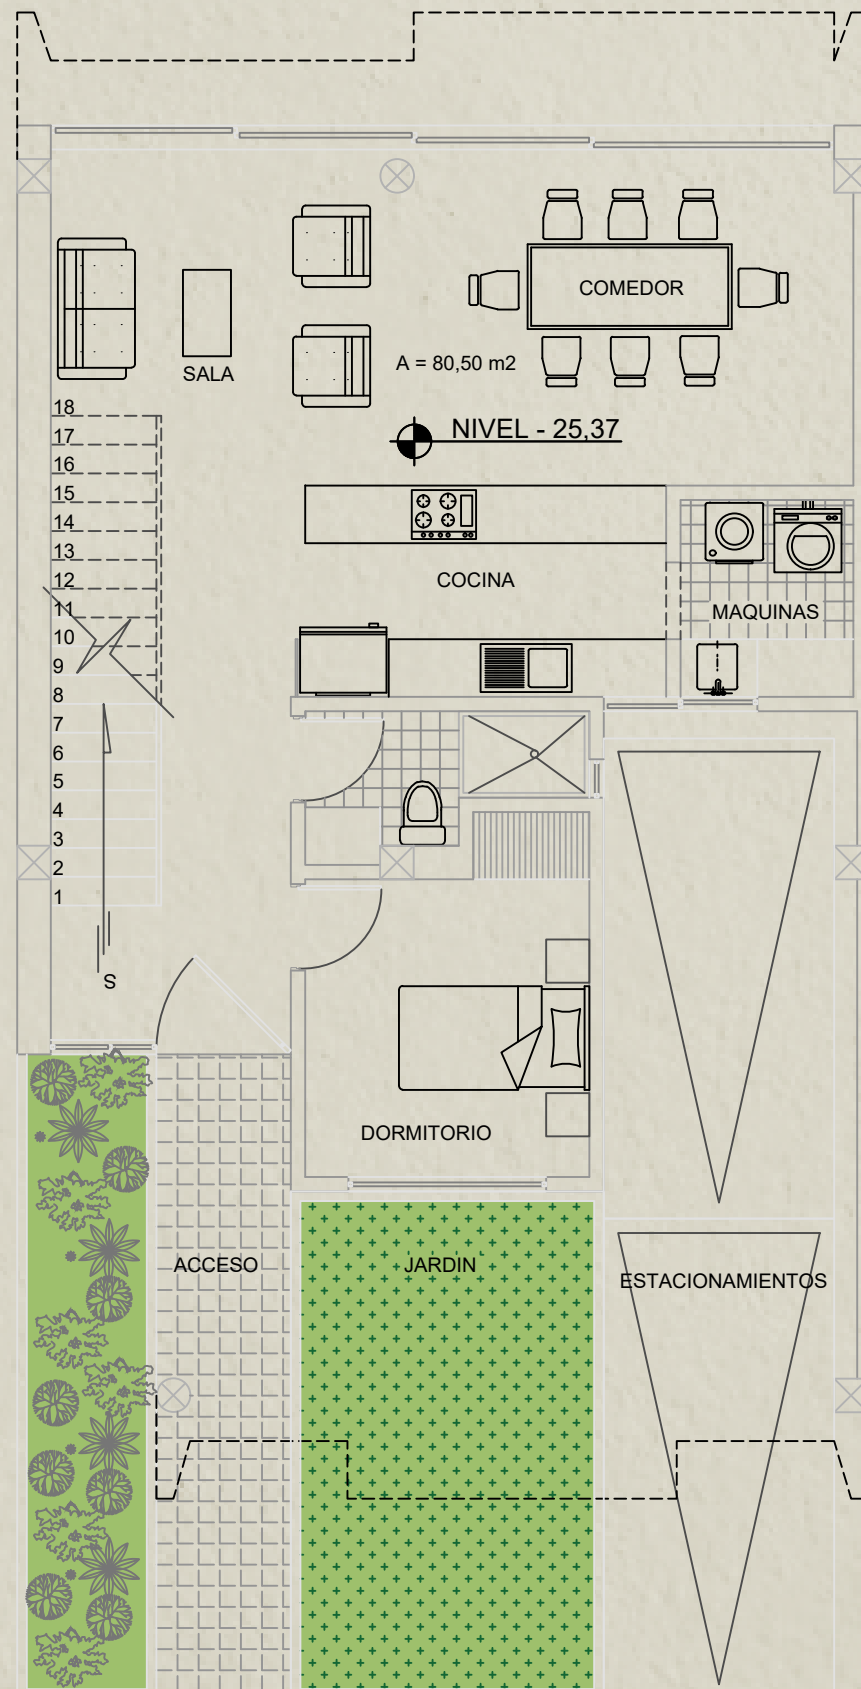 COMEDOR
SALA
A = 80,50 m2
NIVEL - 25,37
18
17
16
15
14
13
12
11
10
9
8
7
6
5
4
3
2
1
S
COCINA
MAQUINAS
DORMITORIO
ACCESO
JARDIN
ESTACIONAMIENTOS